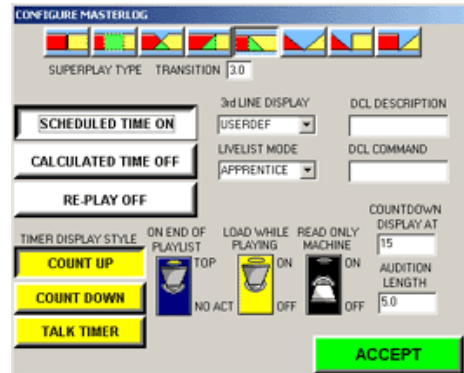 CONFIGURE MASTERLOG
SUPERPLAY TYPE TRANSITION 3.0
3rd LINE DISPLAY
DCL DESCRIPTION
SCHEDULED TIME ON
USERDEF
LIVELIST MODE
DCL COMMAND
CALCULATED TIME OFF
APPRENTICE
RE-PLAY OFF
COUNTDOWN
DISPLAY AT
15
TIMER DISPLAY STYLE
ON END OF
PLAYLIST
LOAD WHILE
PLAYING
READ ONLY
MACHINE
COUNT UP
TOP
NO ACT
ON
OFF
ON
OFF
AUDITION
LENGTH
5.0
COUNT DOWN
TALK TIMER
ACCEPT